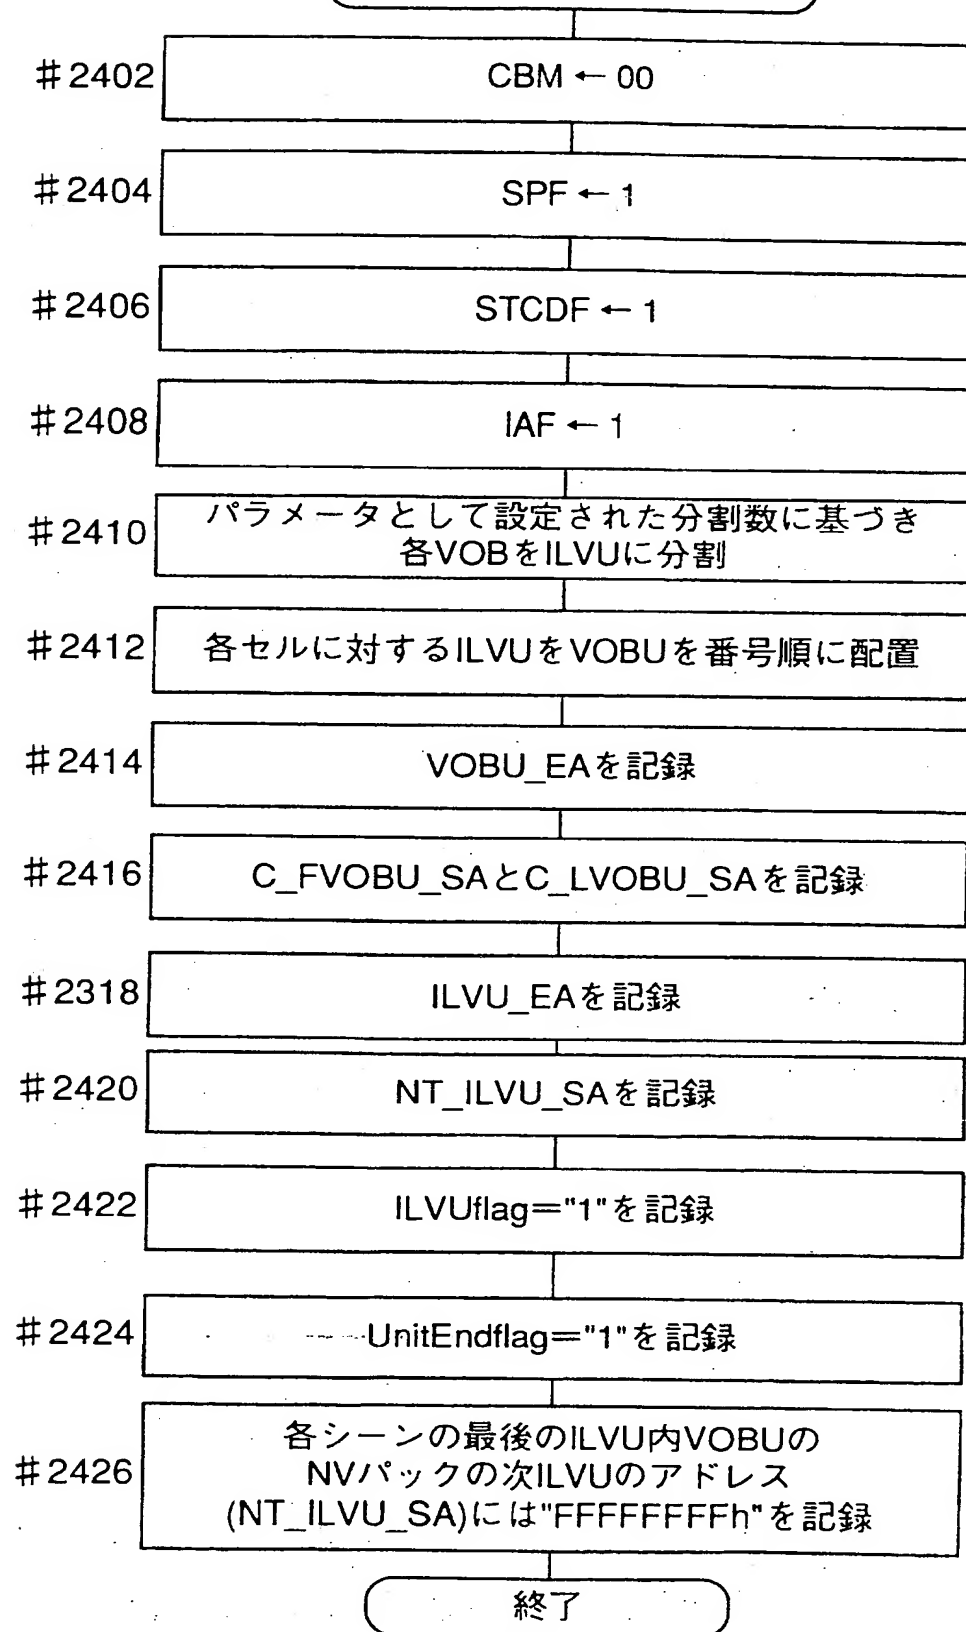 #2402 CBM ← 00
#2404 SPF ← 1
#2406 STCDF ← 1
#2408 IAF ← 1
#2410 パラメータとして設定された分割数に基づき
各VOBをILVUに分割
#2412 各セルに対するILVUをVOBUを番号順に配置
#2414 VOBU_EAを記録
#2416 C_FVOBU_SAとC_LVOBU_SAを記録
#2318 ILVU_EAを記録
#2420 NT_ILVU_SAを記録
#2422 ILVUflag="1"を記録
#2424 UnitEndflag="1"を記録
各シーンの最後のILVU内VOBUの
#2426 NVパックの次ILVUのアドレス
(NT_ILVU_SA)には"FFFFFFFFh"を記録
終了